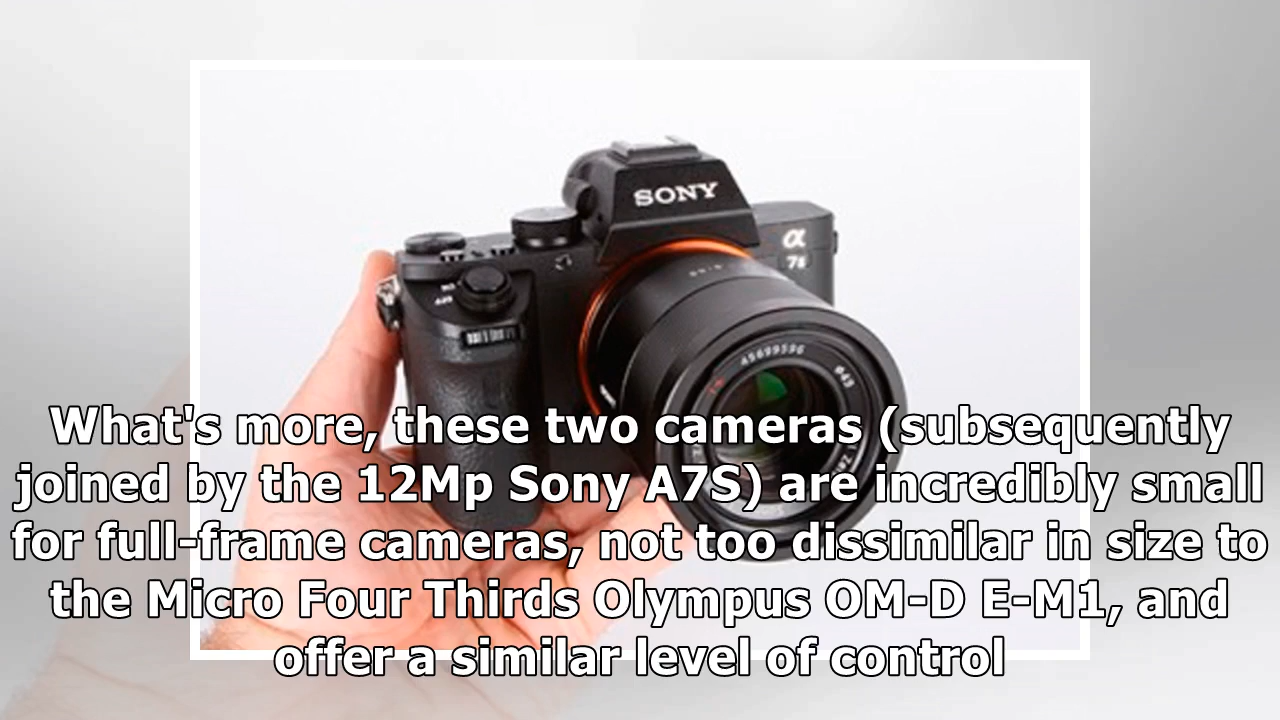 SONY
α
What's more, these two cameras (subsequently
joined by the 12Mp Sony A7S) are incredibly small
for full-frame cameras, not too dissimilar in size to
the Micro Four Thirds Olympus OM-D E-M1, and
offer a similar level of control